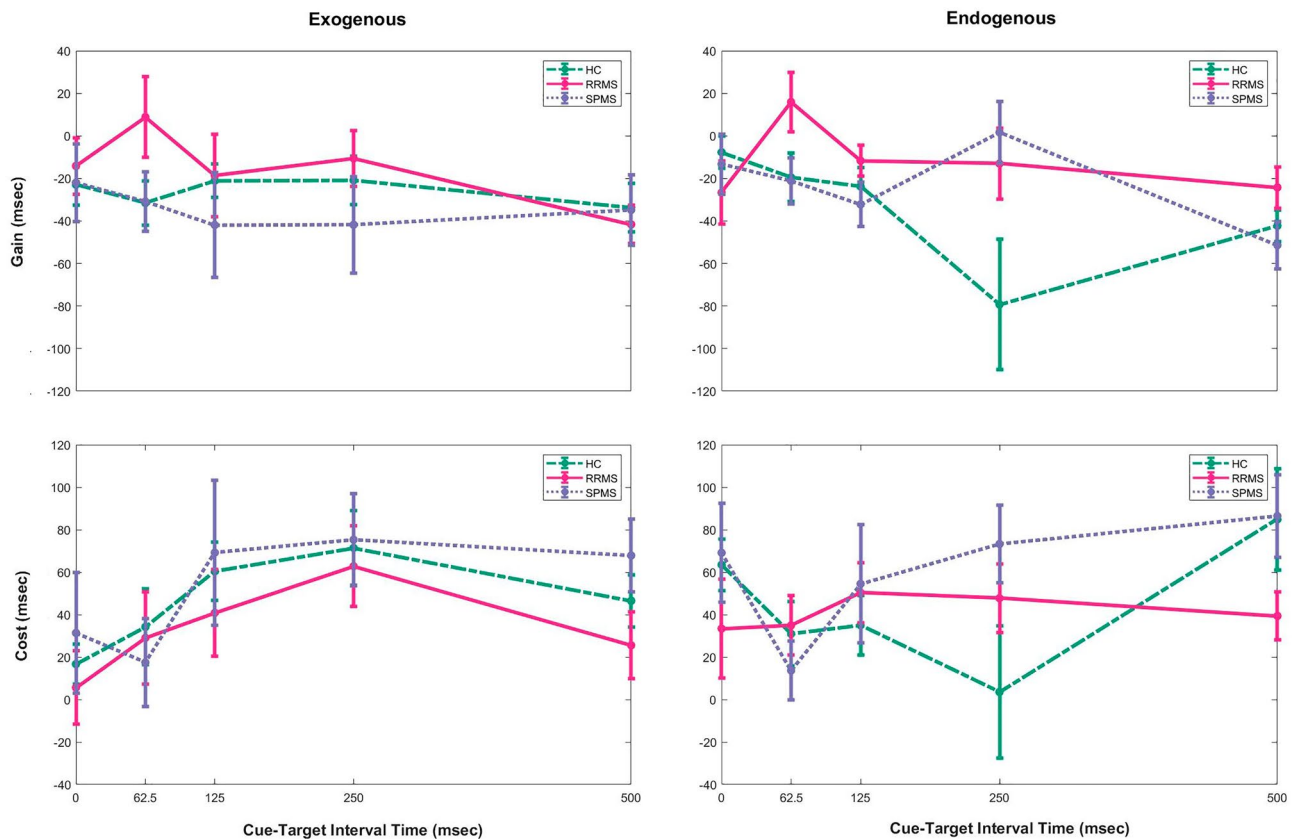 Exogenous
Endogenous
Gain (msec)
40
20
0
-20
-40
-60
-80
-100
-120
HC
RRMS
SPMS
40
20
0
-20
-40
-60
-80
-100
-120
HC
RRMS
SPMS
Cost (msec)
120
100
80
60
40
20
0
-20
-40
HC
RRMS
SPMS
0 62.5 125 250 500
Cue-Target Interval Time (msec)
120
100
80
60
40
20
0
-20
-40
HC
RRMS
SPMS
0 62.5 125 250 500
Cue-Target Interval Time (msec)